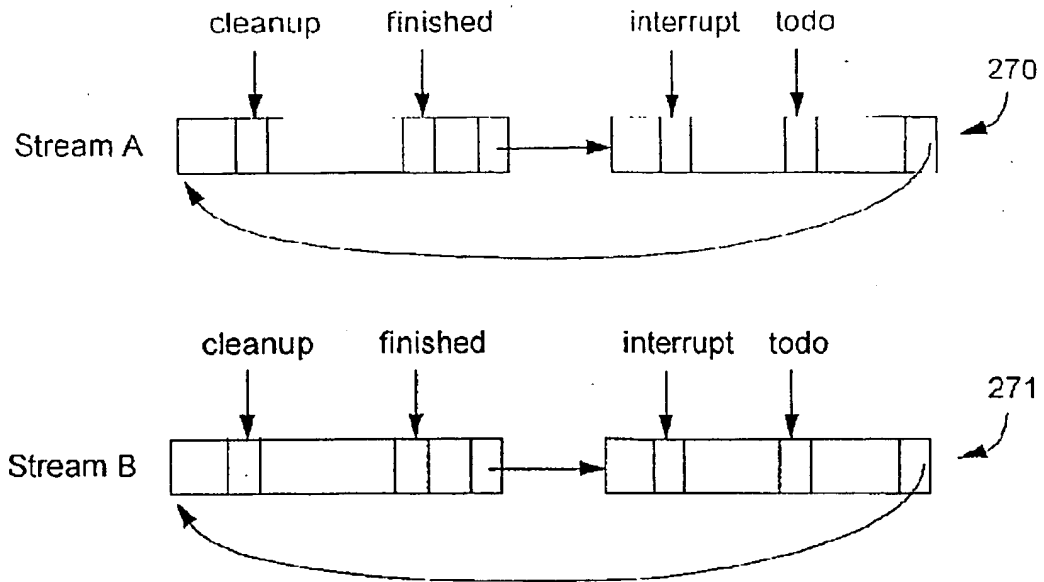 cleanup finished interrupt todo
270
Stream A
cleanup finished interrupt todo
271
Stream B